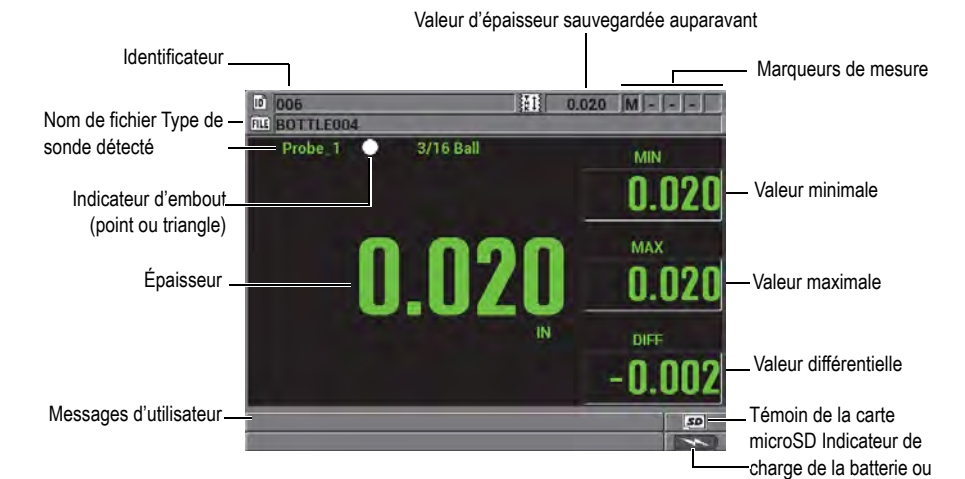 Valeur d'épaisseur sauvegardée auparavant
Identificateur
Marqueurs de mesure
ID 006 0.020 M - - -
Nom de fichier Type de
sonde détecté
FILE BOTTLE004
Probe_1 3/16 Ball
MIN
0.020
Valeur minimale
Indicateur d'embout
(point ou triangle)
MAX
0.020
Valeur maximale
Épaisseur
0.020
IN
DIFF
-0.002
Valeur différentielle
Messages d'utilisateur
SD
Témoin de la carte
microSD Indicateur de
charge de la batterie ou